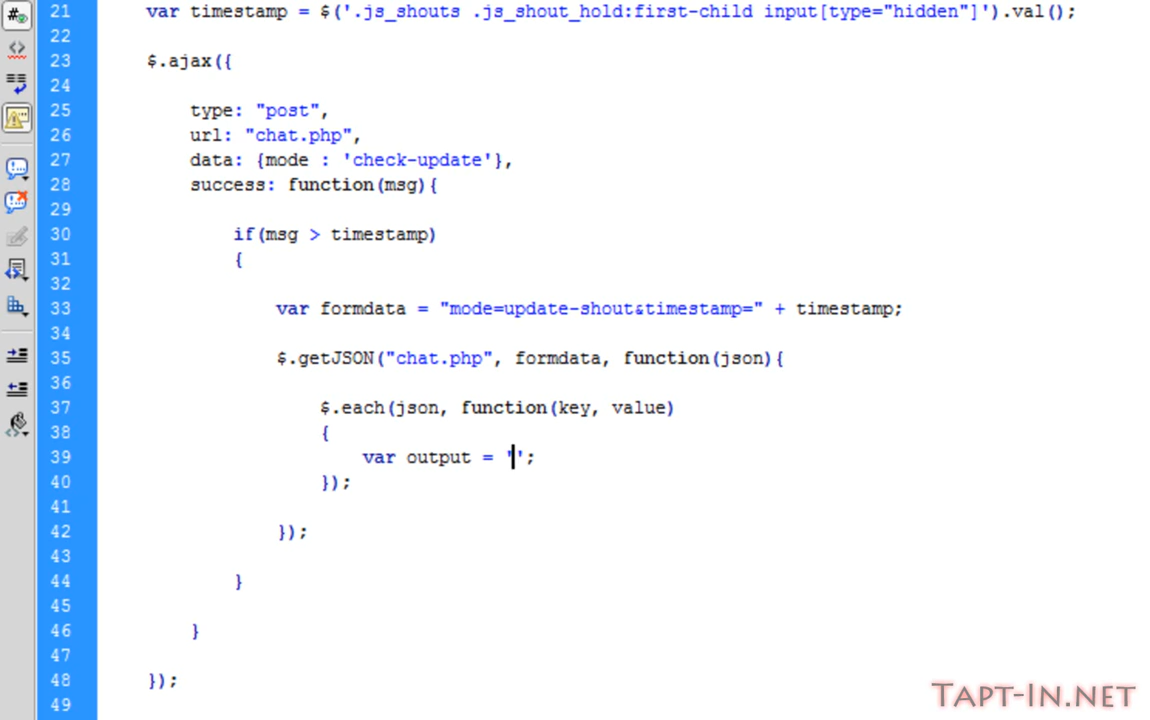 21 var timestamp = $('.js_shouts .js_shout_hold:first-child input[type="hidden"]').val();
22
23 $.ajax({
24
25 type: "post",
26 url: "chat.php",
27 data: {mode : 'check-update'},
28 success: function(msg){
29
30 if(msg > timestamp)
31 {
32
33 var formdata = "mode=update-shout&timestamp=" + timestamp;
34
35 $.getJSON("chat.php", formdata, function(json){
36
37 $.each(json, function(key, value)
38 {
39 var output = '';
40 });
41
42 });
43
44 }
45
46 }
47
48 });
49
TAPT-IN.NET